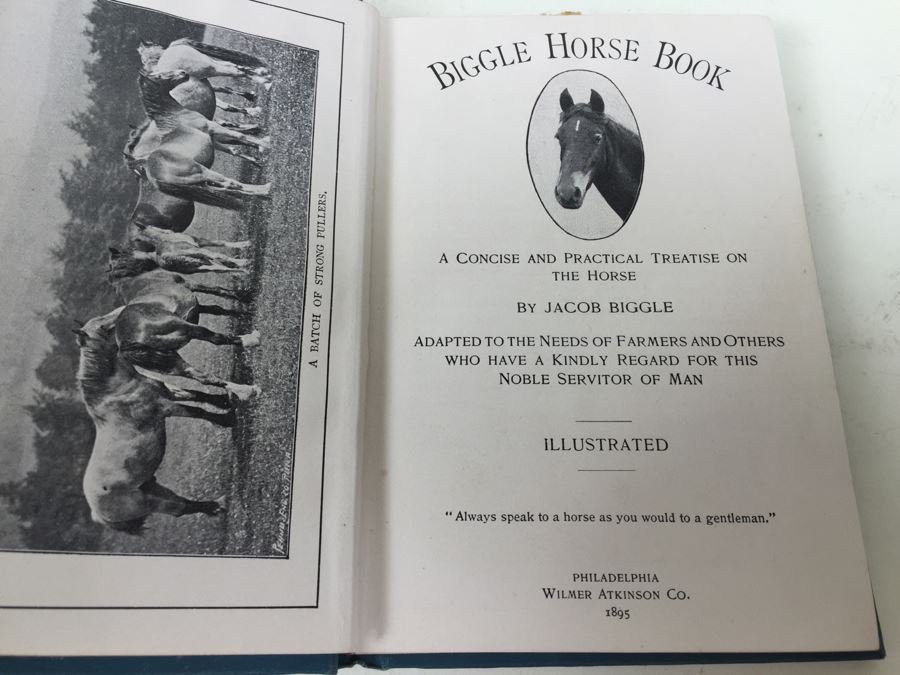 A BATCH OF STRONG PULLERS.
BIGGLE HORSE BOOK
A CONCISE AND PRACTICAL TREATISE ON
THE HORSE
BY JACOB BIGGLE
ADAPTED TO THE NEEDS OF FARMERS AND OTHERS
WHO HAVE A KINDLY REGARD FOR THIS
NOBLE SERVITOR OF MAN
ILLUSTRATED
"Always speak to a horse as you would to a gentleman."
PHILADELPHIA
WILMER ATKINSON CO.
1895